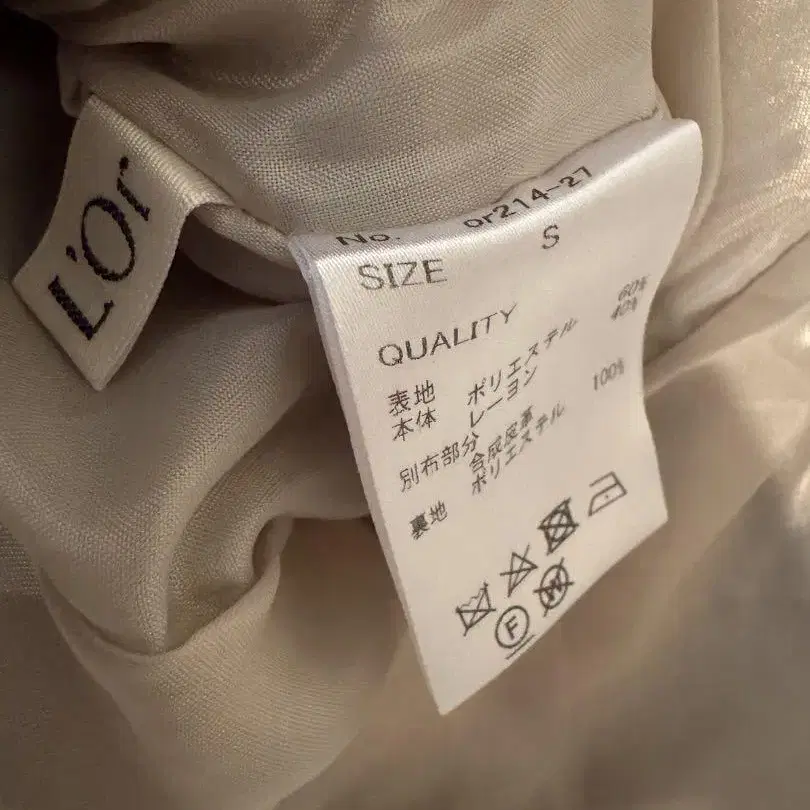 L'Or
No. or214-27
SIZE S
QUALITY
表地 ポリエステル 60%
本体 レーヨン 40%
別布部分 合成皮革
裏地 ポリエステル 100%
F
W